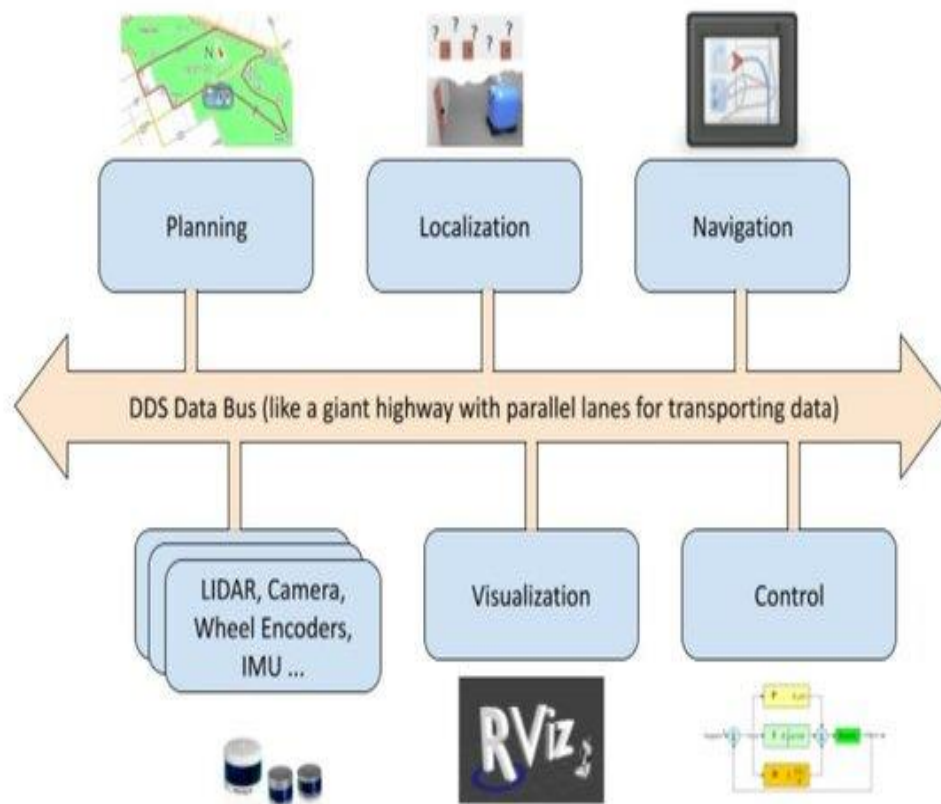 N
? ? ? ? ?
Planning
Localization
Navigation
DDS Data Bus (like a giant highway with parallel lanes for transporting data)
LIDAR, Camera,
Wheel Encoders,
IMU ...
Visualization
Control
RViz
P